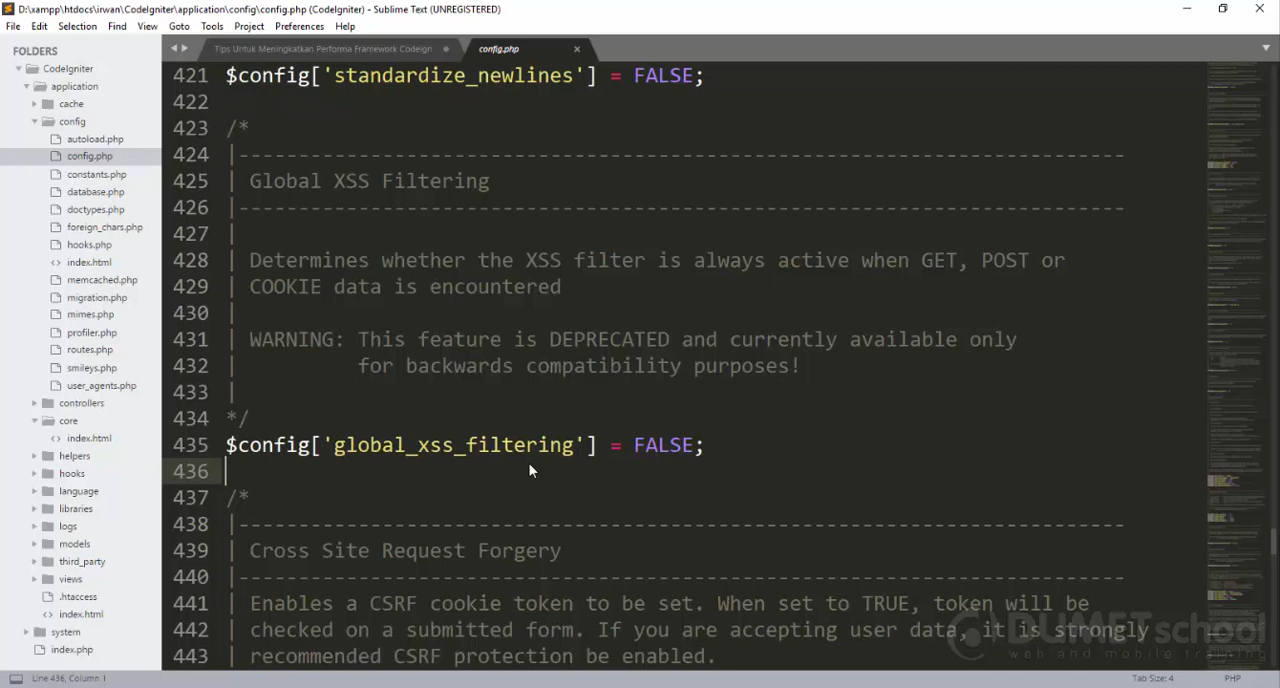 D:\xampp\htdocs\irwan\CodeIgniter\application\config\config.php (CodeIgniter) - Sublime Text (UNREGISTERED)
File Edit Selection Find View Goto Tools Project Preferences Help
FOLDERS
CodeIgniter
application
cache
config
autoload.php
config.php
constants.php
database.php
doctypes.php
foreign_chars.php
hooks.php
index.html
memcached.php
migration.php
mimes.php
profiler.php
routes.php
smileys.php
user_agents.php
controllers
core
index.html
helpers
hooks
language
libraries
logs
models
third_party
views
.htaccess
index.html
system
index.php
Tips Untuk Meningkatkan Performa Framework Codeign
config.php
421 $config['standardize_newlines'] = FALSE;
422
423 /*
424 |--------------------------------------------------------------------------
425 | Global XSS Filtering
426 |--------------------------------------------------------------------------
427 |
428 | Determines whether the XSS filter is always active when GET, POST or
429 | COOKIE data is encountered
430 |
431 | WARNING: This feature is DEPRECATED and currently available only
432 |          for backwards compatibility purposes!
433 |
434 */
435 $config['global_xss_filtering'] = FALSE;
436
437 /*
438 |--------------------------------------------------------------------------
439 | Cross Site Request Forgery
440 |--------------------------------------------------------------------------
441 | Enables a CSRF cookie token to be set. When set to TRUE, token will be
442 | checked on a submitted form. If you are accepting user data, it is strongly
443 | recommended CSRF protection be enabled.
DUMET school
web and mobile training
Line 436, Column 1
Tab Size: 4
PHP